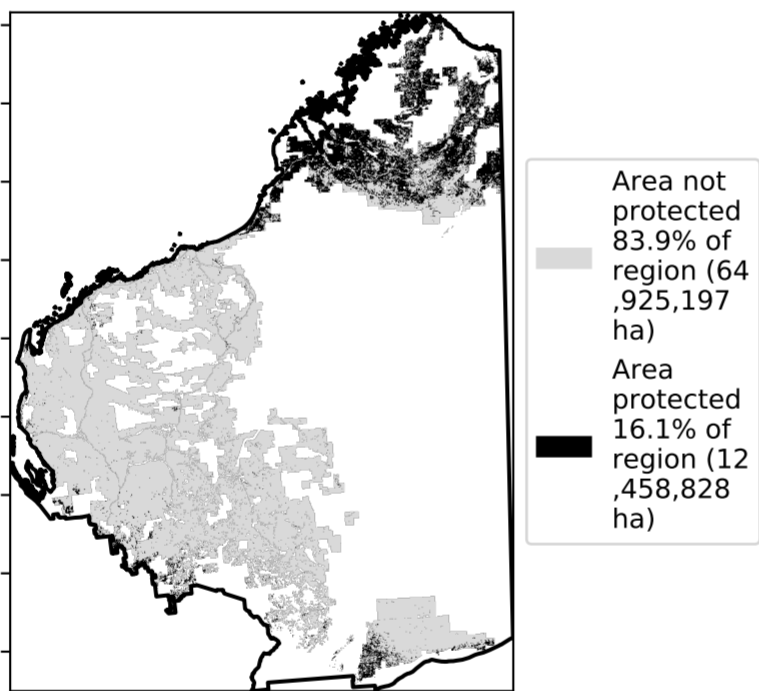 Area not
protected
83.9% of
region (64
,925,197
ha)
Area
protected
16.1% of
region (12
,458,828
ha)